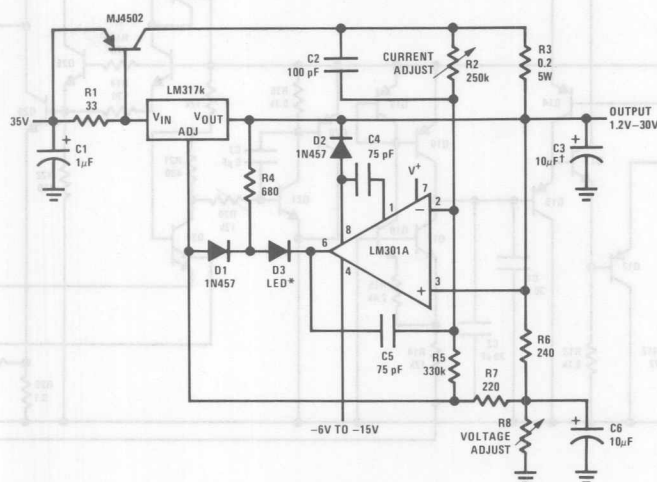 MJ4502
C2
100 pF
CURRENT
ADJUST
R2
250k
R3
0.2
5W
R1
33
LM317k
35V
VIN
VOUT
ADJ
OUTPUT
1.2V–30V
C1
1µF
D2
1N457
C4
75 pF
C3
10µF†
R4
680
V+
7
8
1
2
6
LM301A
4
3
D1
1N457
D3
LED*
C5
75 pF
R5
330k
R6
240
R7
220
–6V TO –15V
R8
VOLTAGE
ADJUST
C6
10µF